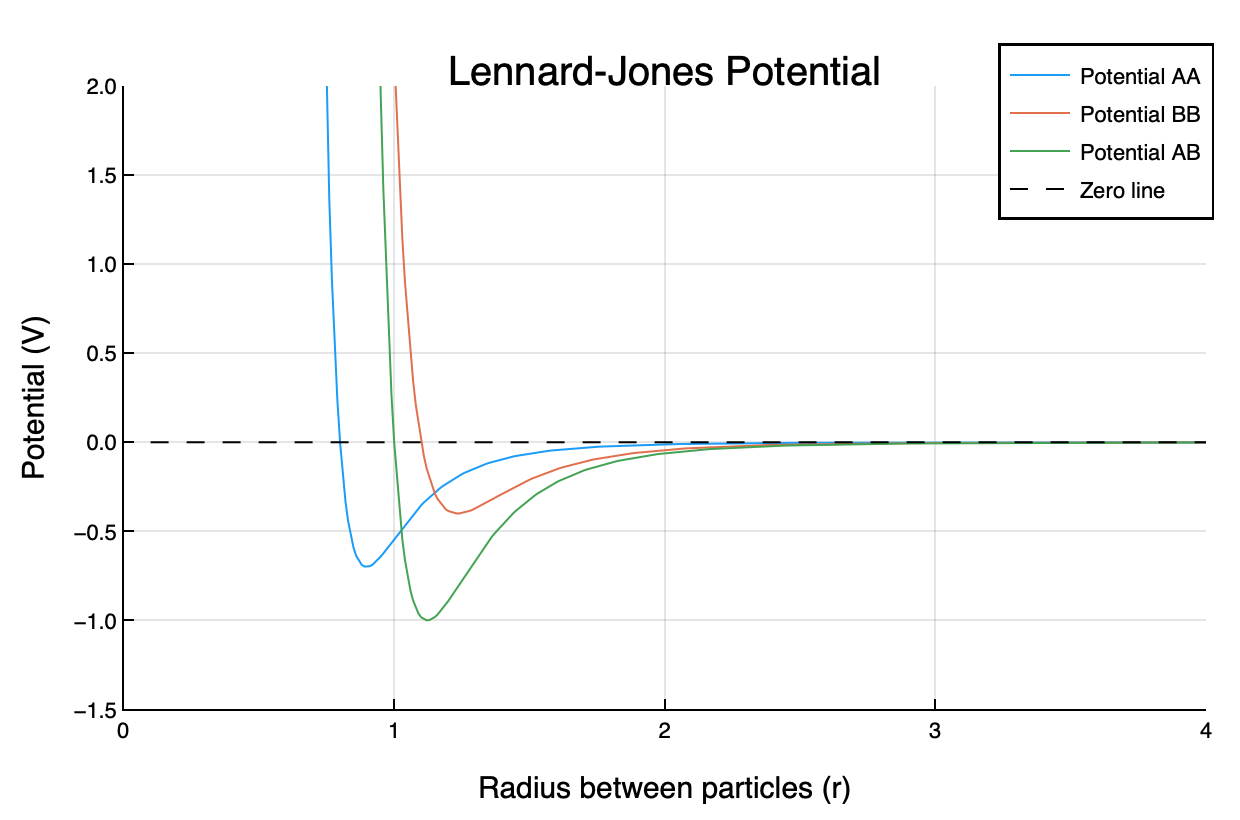 Lennard-Jones Potential
Potential AA
Potential BB
Potential AB
Zero line
2.0
1.5
1.0
0.5
0.0
−0.5
−1.0
−1.5
Potential (V)
0 1 2 3 4
Radius between particles (r)